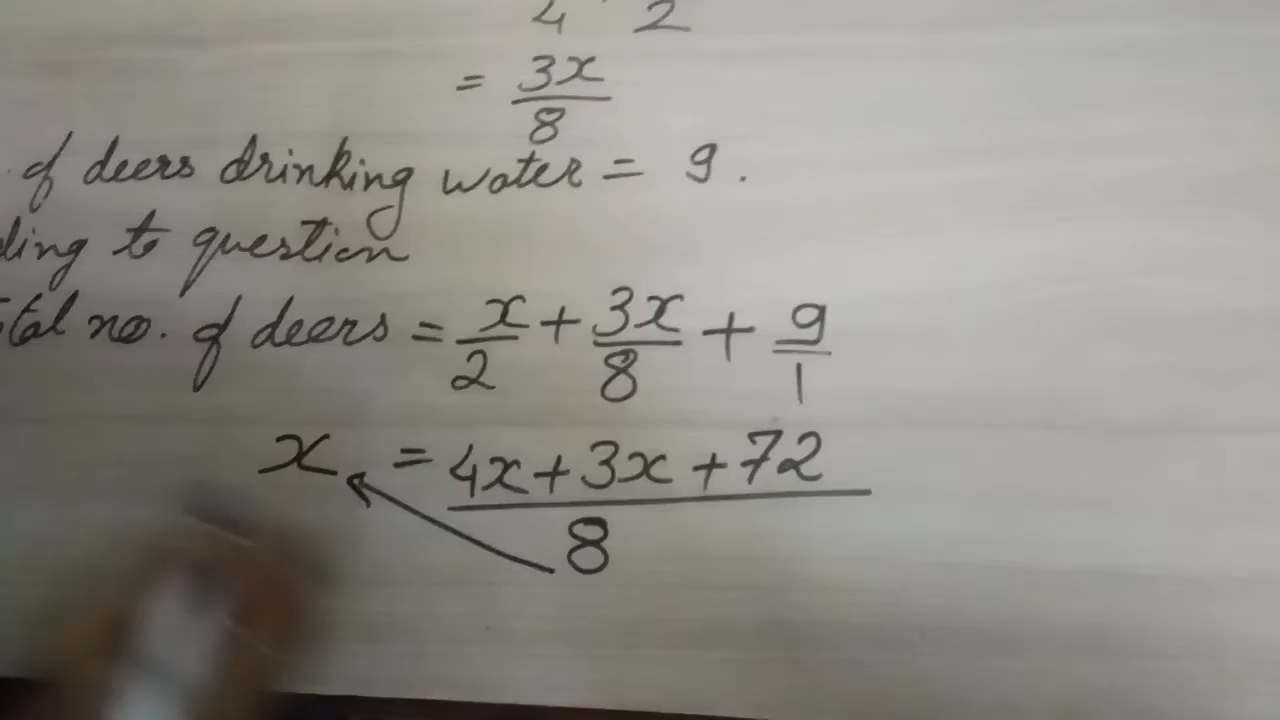 4 2
= 3x/8
of deers drinking water = 9.
ding to question
tal no. of deers = x/2 + 3x/8 + 9/1
x = 4x+3x+72/8